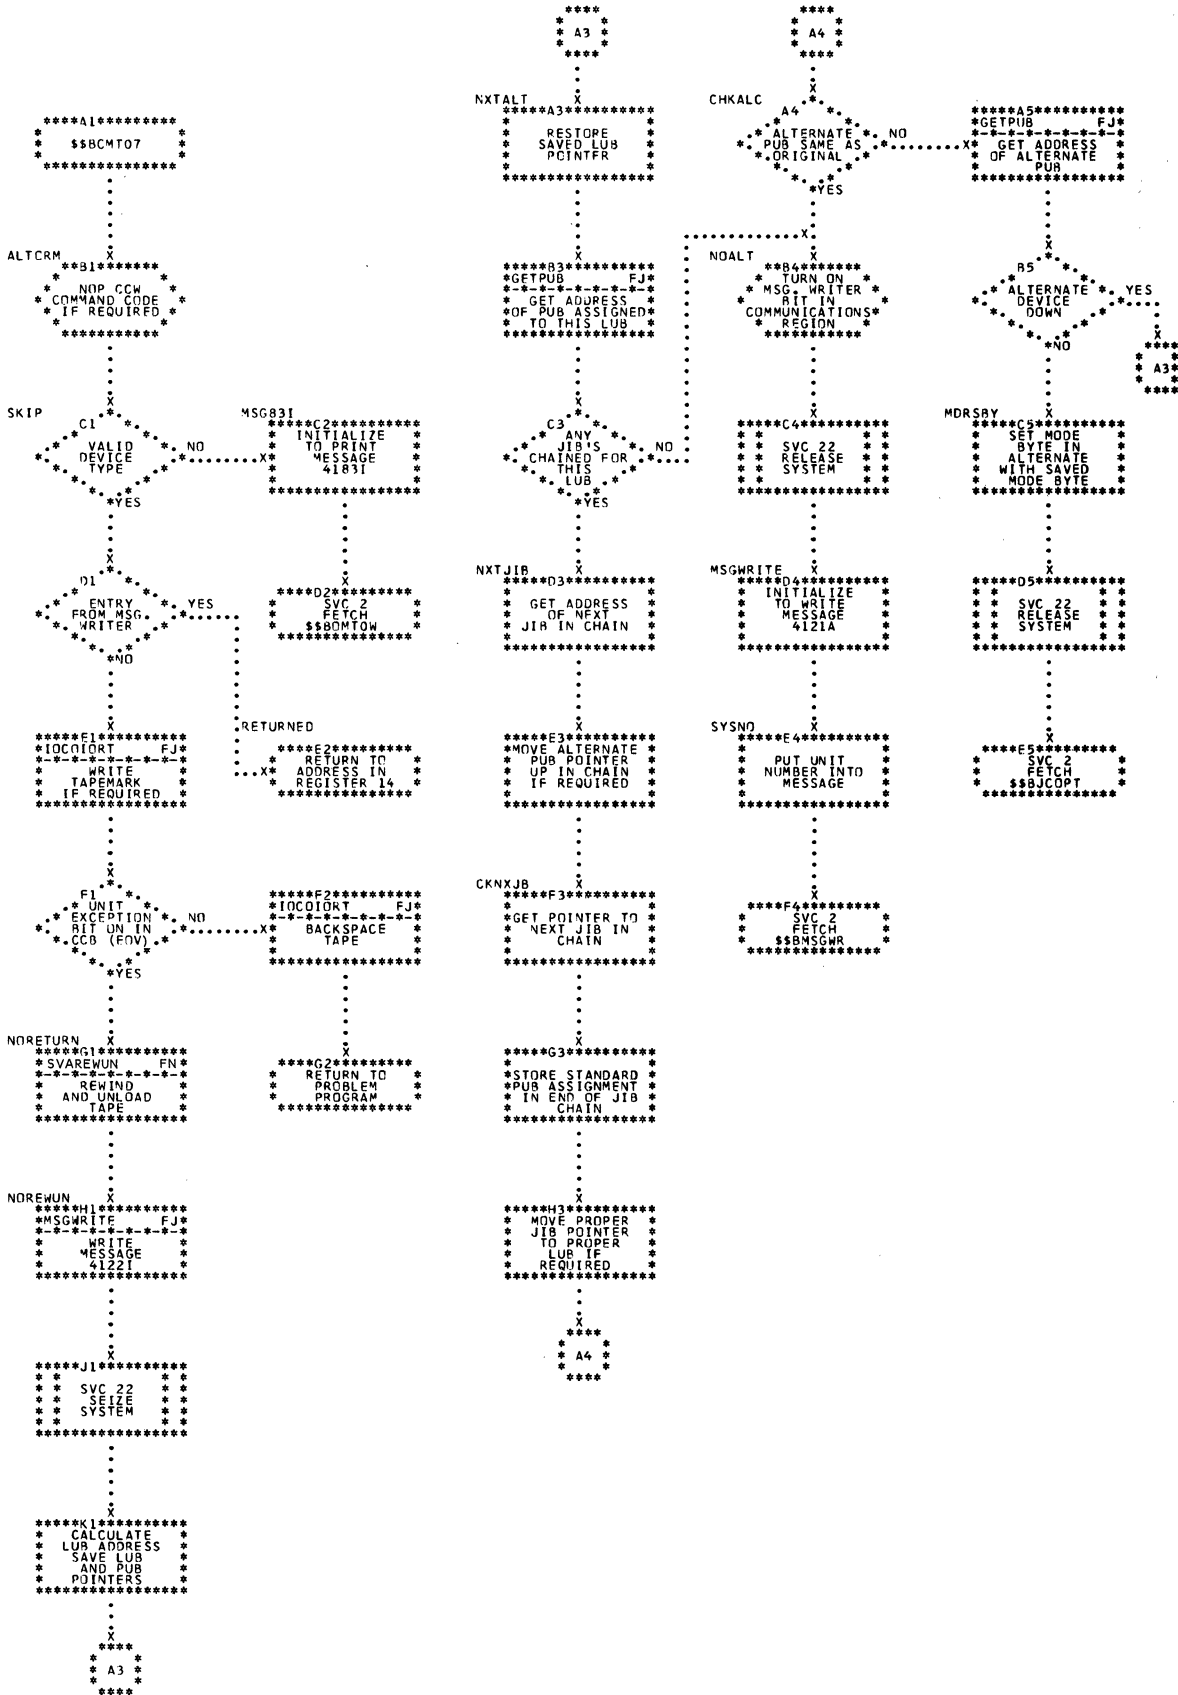 A1
$$BCMT07
ALTCRM
B1
NOP CCW
COMMAND CODE
IF REQUIRED
SKIP
C1
VALID
DEVICE
TYPE
NO
YES
MSG83I
C2
INITIALIZE
TO PRINT
MESSAGE
4183I
D1
ENTRY
FROM MSG.
WRITER
YES
NO
D2
SVC 2
FETCH
$$BOMTOW
E1
IOCOIORT FJ
WRITE
TAPEMARK
IF REQUIRED
RETURNED
E2
RETURN TO
ADDRESS IN
REGISTER 14
F1
UNIT
EXCEPTION
BIT ON IN
CCB (EOV)
NO
YES
F2
IOCOIORT FJ
BACKSPACE
TAPE
NORETURN
G1
SVAREWUN FN
REWIND
AND UNLOAD
TAPE
G2
RETURN TO
PROBLEM
PROGRAM
NOREWUN
H1
MSGWRITE FJ
WRITE
MESSAGE
4122I
J1
SVC 22
SEIZE
SYSTEM
K1
CALCULATE
LUB ADDRESS
SAVE LUB
AND PUB
POINTERS
A3
A3
NXTALT
A3
RESTORE
SAVED LUB
POINTER
B3
GETPUB FJ
GET ADDRESS
OF PUB ASSIGNED
TO THIS LUB
C3
ANY
JIB'S
CHAINED FOR
THIS
LUB
NO
YES
NXTJIB
D3
GET ADDRESS
OF NEXT
JIB IN CHAIN
E3
MOVE ALTERNATE
PUB POINTER
UP IN CHAIN
IF REQUIRED
CKNXJB
F3
GET POINTER TO
NEXT JIB IN
CHAIN
G3
STORE STANDARD
PUB ASSIGNMENT
IN END OF JIB
CHAIN
H3
MOVE PROPER
JIB POINTER
TO PROPER
LUB IF
REQUIRED
A4
A4
CHKALC
A4
ALTERNATE
PUB SAME AS
ORIGINAL
NO
YES
NOALT
B4
TURN ON
MSG. WRITER
BIT IN
COMMUNICATIONS
REGION
C4
SVC 22
RELEASE
SYSTEM
MSGWRITE
D4
INITIALIZE
TO WRITE
MESSAGE
4121A
SYSNO
E4
PUT UNIT
NUMBER INTO
MESSAGE
F4
SVC 2
FETCH
$$BMSGWR
A5
GETPUB FJ
GET ADDRESS
OF ALTERNATE
PUB
B5
ALTERNATE
DEVICE
DOWN
YES
NO
A3
MDRSBY
C5
SET MODE
BYTE IN
ALTERNATE
WITH SAVED
MODE BYTE
D5
SVC 22
RELEASE
SYSTEM
E5
SVC 2
FETCH
$$BJCOPT